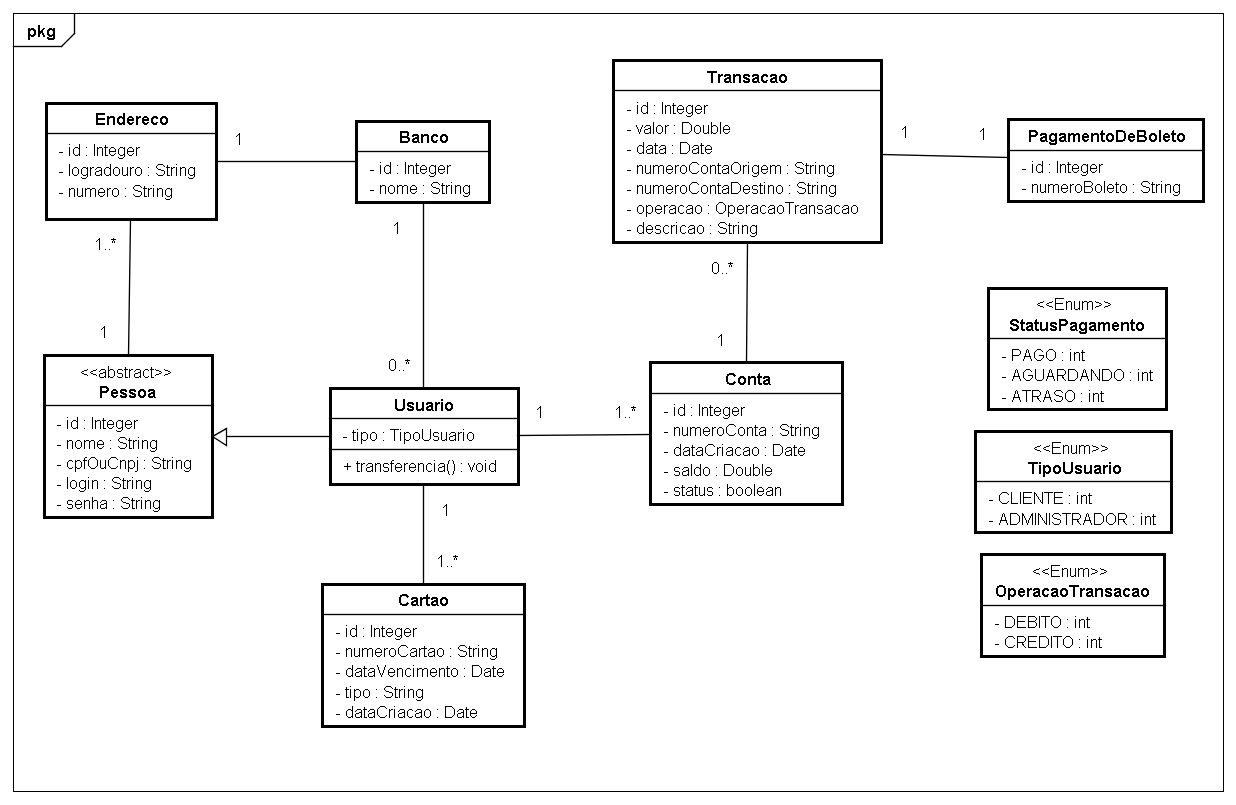 pkg
Endereco
- id : Integer
- logradouro : String
- numero : String
1
Banco
- id : Integer
- nome : String
Transacao
- id : Integer
- valor : Double
- data : Date
- numeroContaOrigem : String
- numeroContaDestino : String
- operacao : OperacaoTransacao
- descricao : String
1
1
PagamentoDeBoleto
- id : Integer
- numeroBoleto : String
1..*
1
1
0..*
0..*
1
<<abstract>>
Pessoa
- id : Integer
- nome : String
- cpfOuCnpj : String
- login : String
- senha : String
Usuario
- tipo : TipoUsuario
+ transferencia() : void
1
1..*
Conta
- id : Integer
- numeroConta : String
- dataCriacao : Date
- saldo : Double
- status : boolean
1
1..*
Cartao
- id : Integer
- numeroCartao : String
- dataVencimento : Date
- tipo : String
- dataCriacao : Date
<<Enum>>
StatusPagamento
- PAGO : int
- AGUARDANDO : int
- ATRASO : int
<<Enum>>
TipoUsuario
- CLIENTE : int
- ADMINISTRADOR : int
<<Enum>>
OperacaoTransacao
- DEBITO : int
- CREDITO : int